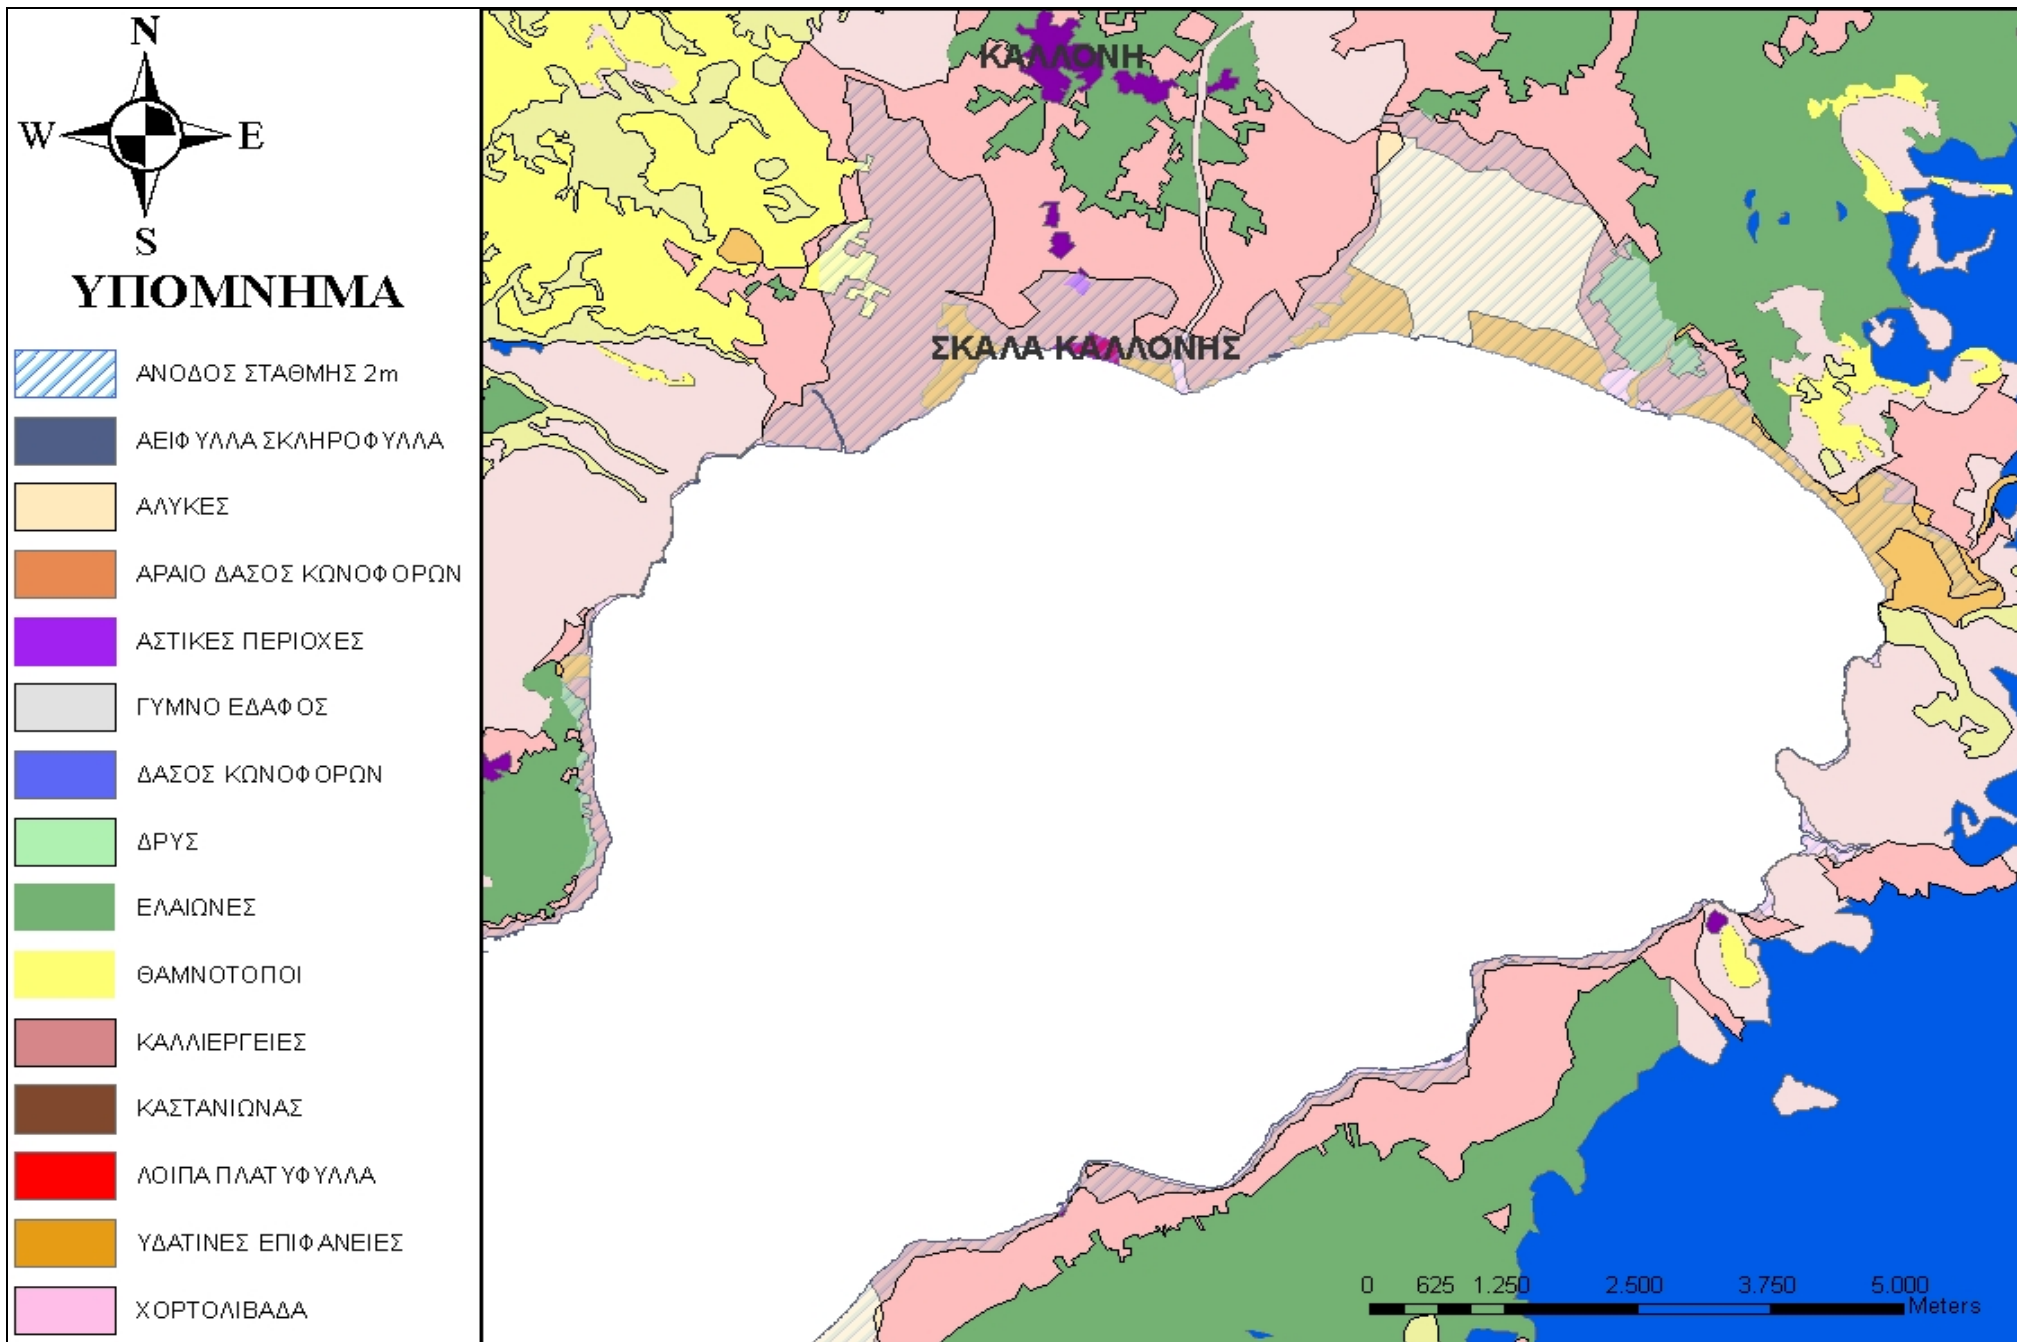 N
W E
S
ΥΠΟΜΝΗΜΑ
ΑΝΟΔΟΣ ΣΤΑΘΜΗΣ 2m
ΑΕΙΦΥΛΛΑ ΣΚΛΗΡΟΦΥΛΛΑ
ΑΛΥΚΕΣ
ΑΡΑΙΟ ΔΑΣΟΣ ΚΩΝΟΦΟΡΩΝ
ΑΣΤΙΚΕΣ ΠΕΡΙΟΧΕΣ
ΓΥΜΝΟ ΕΔΑΦΟΣ
ΔΑΣΟΣ ΚΩΝΟΦΟΡΩΝ
ΔΡΥΣ
ΕΛΑΙΩΝΕΣ
ΘΑΜΝΟΤΟΠΟΙ
ΚΑΛΛΙΕΡΓΕΙΕΣ
ΚΑΣΤΑΝΙΩΝΑΣ
ΛΟΙΠΑ ΠΛΑΤΥΦΥΛΛΑ
ΥΔΑΤΙΝΕΣ ΕΠΙΦΑΝΕΙΕΣ
ΧΟΡΤΟΛΙΒΑΔΑ
ΚΑΛΛΟΝΗ
ΣΚΑΛΑ ΚΑΛΛΟΝΗΣ
0 625 1.250 2.500 3.750 5.000
Meters